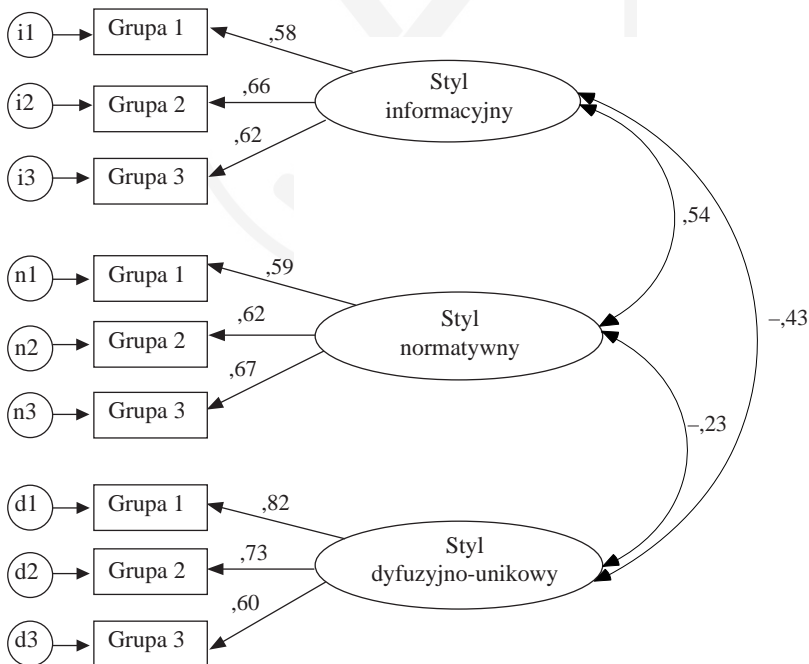 i1
Grupa 1
,58
Styl
informacyjny
i2
Grupa 2
,66
i3
Grupa 3
,62
,54
n1
Grupa 1
,59
Styl
normatywny
n2
Grupa 2
,62
n3
Grupa 3
,67
–,43
–,23
d1
Grupa 1
,82
Styl
dyfuzyjno-unikowy
d2
Grupa 2
,73
d3
Grupa 3
,60